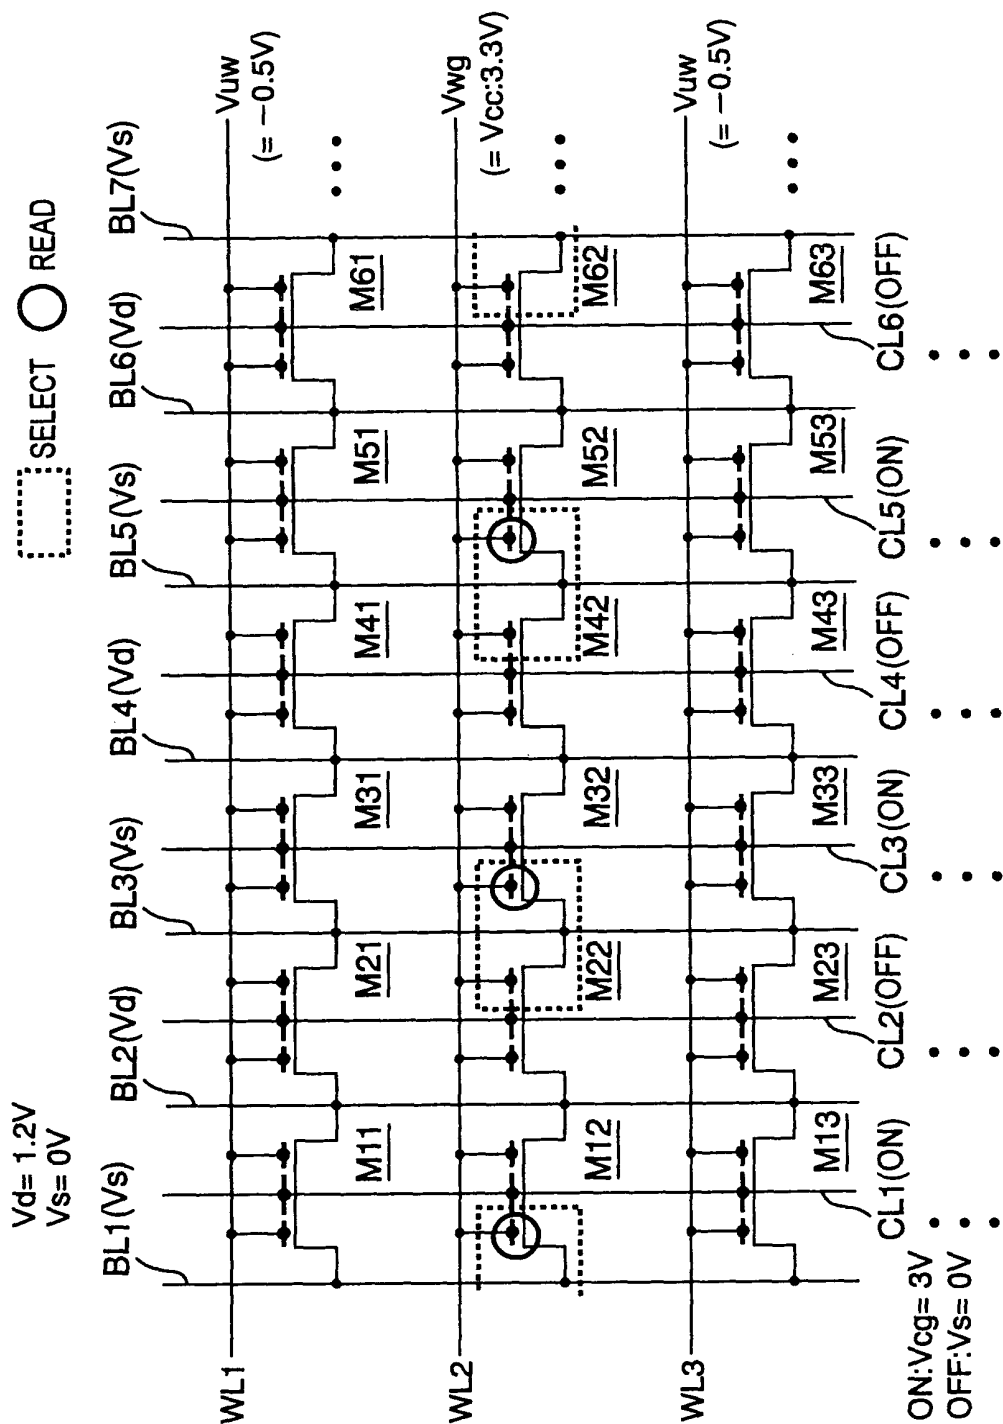 Vd= 1.2V
Vs= 0V
SELECT
READ
BL1(Vs)
BL2(Vd)
BL3(Vs)
BL4(Vd)
BL5(Vs)
BL6(Vd)
BL7(Vs)
WL1
Vuw
(= −0.5V)
M11
M21
M31
M41
M51
M61
WL2
Vwg
(= Vcc:3.3V)
M12
M22
M32
M42
M52
M62
WL3
Vuw
(= −0.5V)
M13
M23
M33
M43
M53
M63
CL1(ON)
CL2(OFF)
CL3(ON)
CL4(OFF)
CL5(ON)
CL6(OFF)
ON:Vcg= 3V
OFF:Vs= 0V